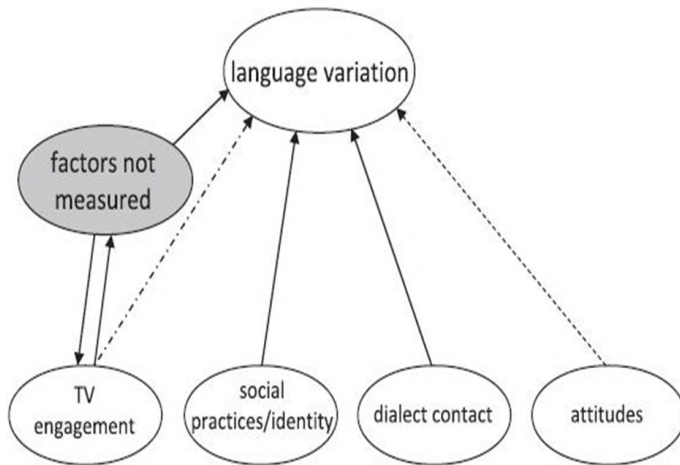 language variation
factors not
measured
TV
engagement
social
practices/identity
dialect contact
attitudes